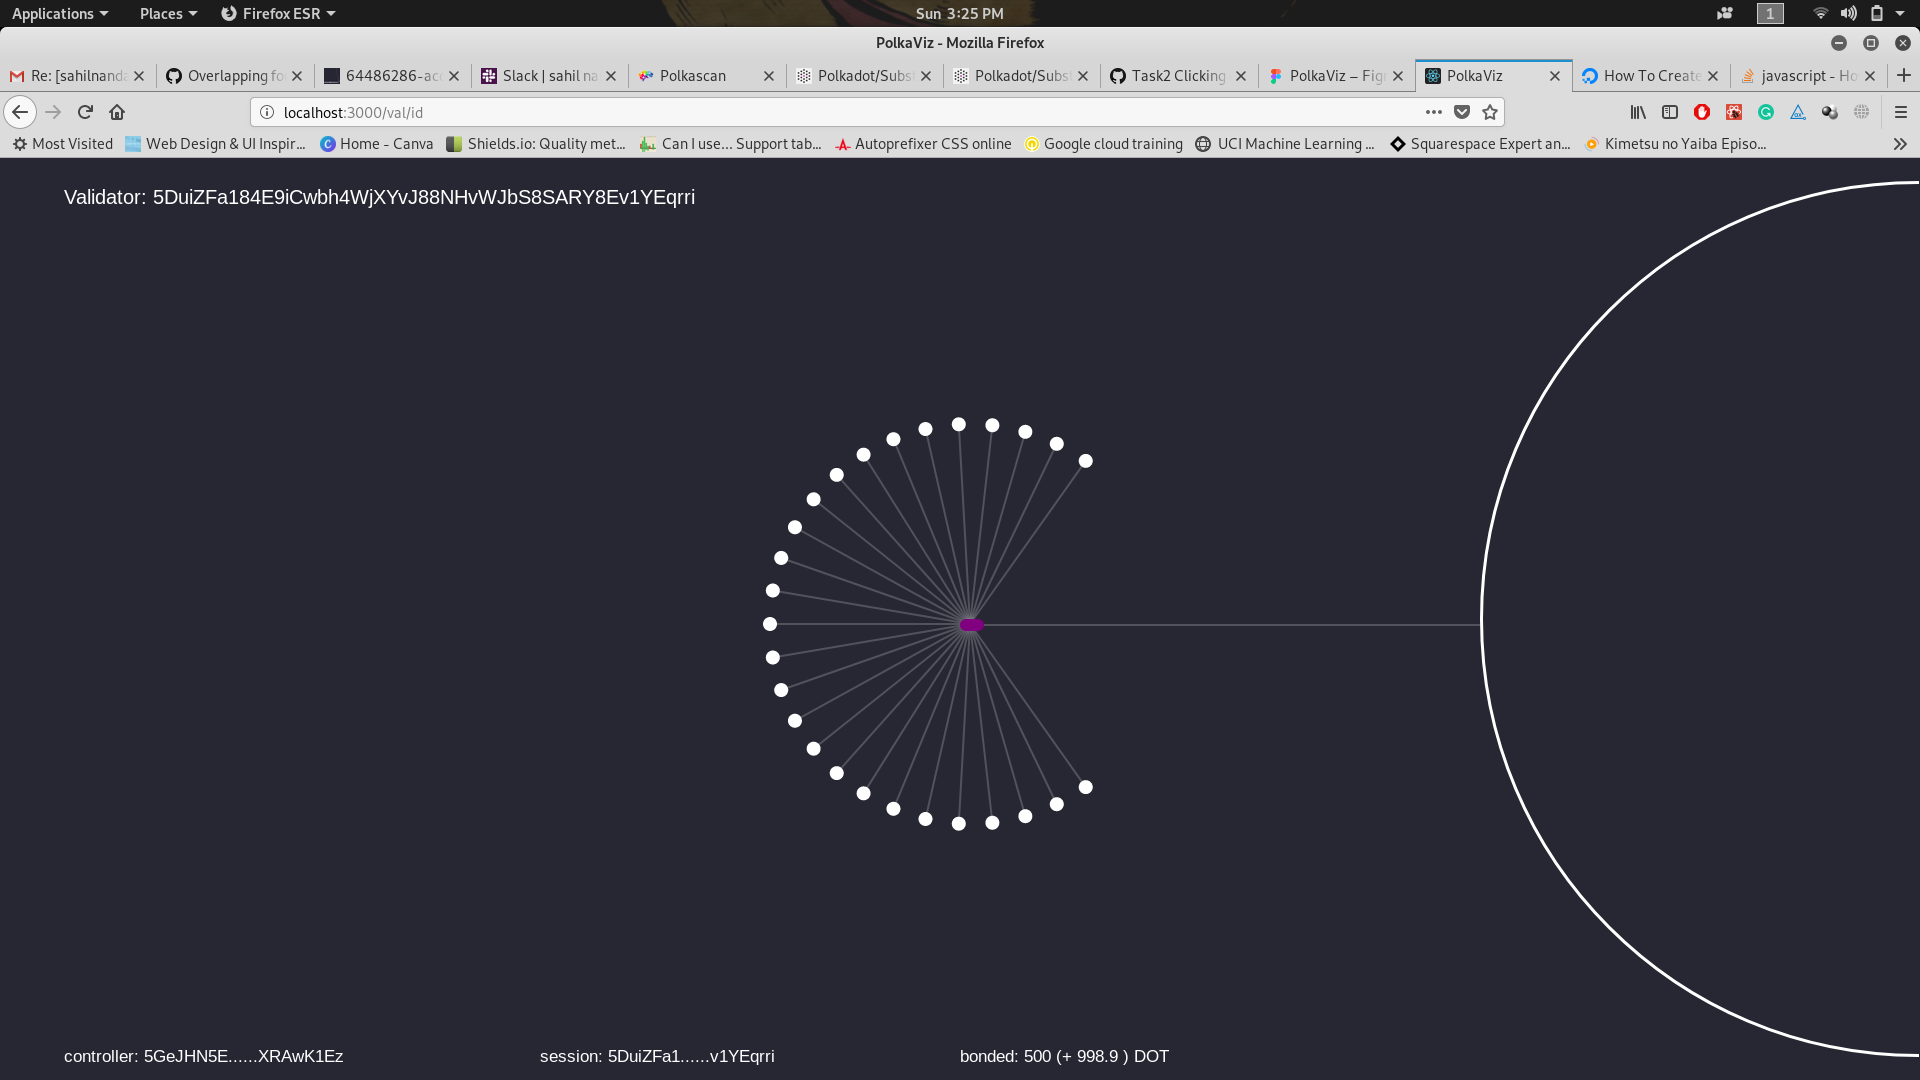 Applications Places Firefox ESR Sun 3:25 PM 1
PolkaViz - Mozilla Firefox
Re: [sahilnanda Overlapping fo 64486286-acc Slack | sahil na Polkascan Polkadot/Subst Polkadot/Subst Task2 Clicking PolkaViz – Fig PolkaViz How To Create javascript - Ho
localhost:3000/val/id
Most Visited Web Design & UI Inspir... Home - Canva Shields.io: Quality met... Can I use... Support tab... Autoprefixer CSS online Google cloud training UCI Machine Learning ... Squarespace Expert an... Kimetsu no Yaiba Episo...
Validator: 5DuiZFa184E9iCwbh4WjXYvJ88NHvWJbS8SARY8Ev1YEqrri
controller: 5GeJHN5E......XRAwK1Ez session: 5DuiZFa1......v1YEqrri bonded: 500 (+ 998.9 ) DOT